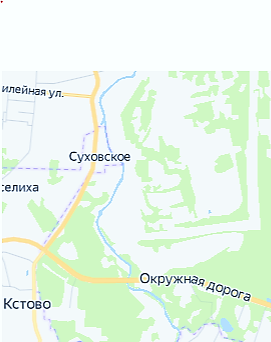 илейная ул.
Суховское
селиха
Окружная дорога
Кстово